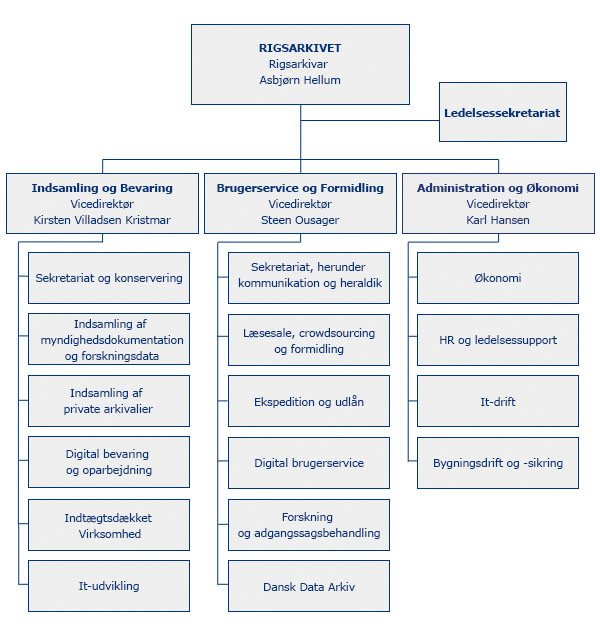 RIGSARKIVET
Rigsarkivar
Asbjørn Hellum
Ledelsessekretariat
Indsamling og Bevaring
Vicedirektør
Kirsten Villadsen Kristmar
Sekretariat og konservering
Indsamling af
myndighedsdokumentation
og forskningsdata
Indsamling af
private arkivalier
Digital bevaring
og oparbejdning
Indtægtsdækket
Virksomhed
It-udvikling
Brugerservice og Formidling
Vicedirektør
Steen Ousager
Sekretariat, herunder
kommunikation og heraldik
Læsesale, crowdsourcing
og formidling
Ekspedition og udlån
Digital brugerservice
Forskning
og adgangssagsbehandling
Dansk Data Arkiv
Administration og Økonomi
Vicedirektør
Karl Hansen
Økonomi
HR og ledelsessupport
It-drift
Bygningsdrift og -sikring